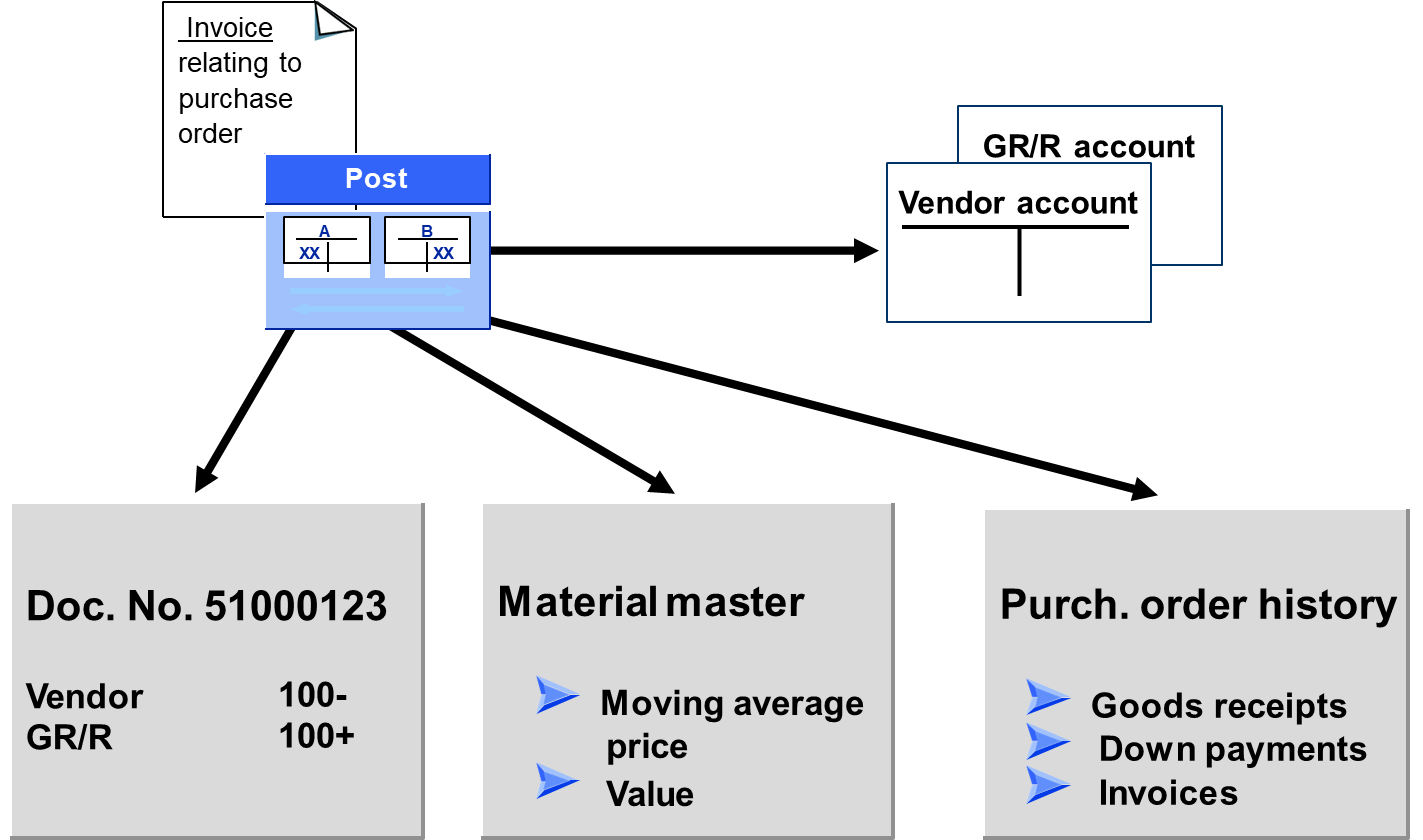 Invoice
relating to
purchase
order
Post
A
XX
B
XX
GR/R account
Vendor account
Doc. No. 51000123
Vendor 100-
GR/R 100+
Material master
Moving average
price
Value
Purch. order history
Goods receipts
Down payments
Invoices